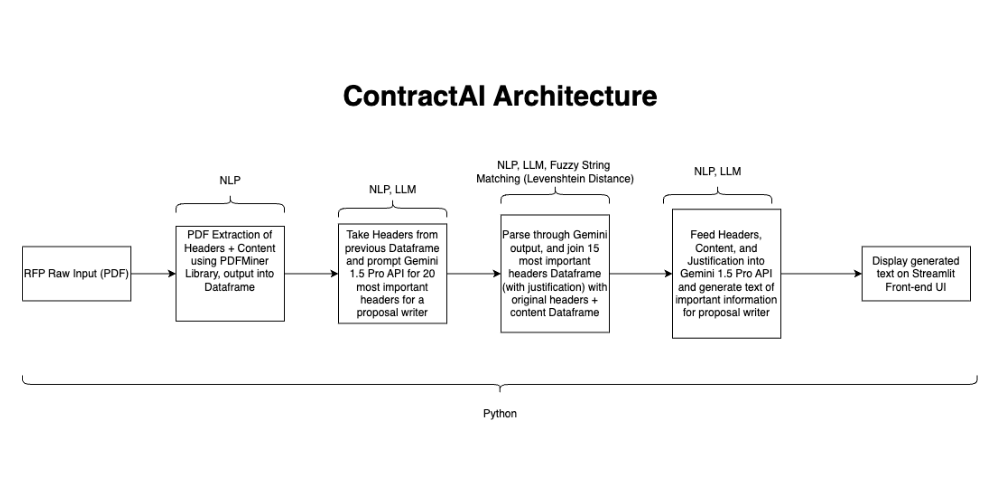 ContractAI Architecture
NLP
NLP, LLM
NLP, LLM, Fuzzy String
Matching (Levenshtein Distance)
NLP, LLM
RFP Raw Input (PDF)
PDF Extraction of
Headers + Content
using PDFMiner
Library, output into
Dataframe
Take Headers from
previous Dataframe
and prompt Gemini
1.5 Pro API for 20
most important
headers for a
proposal writer
Parse through Gemini
output, and join 15
most important
headers Dataframe
(with justification) with
original headers +
content Dataframe
Feed Headers,
Content, and
Justification into
Gemini 1.5 Pro API
and generate text of
important information
for proposal writer
Display generated
text on Streamlit
Front-end UI
Python